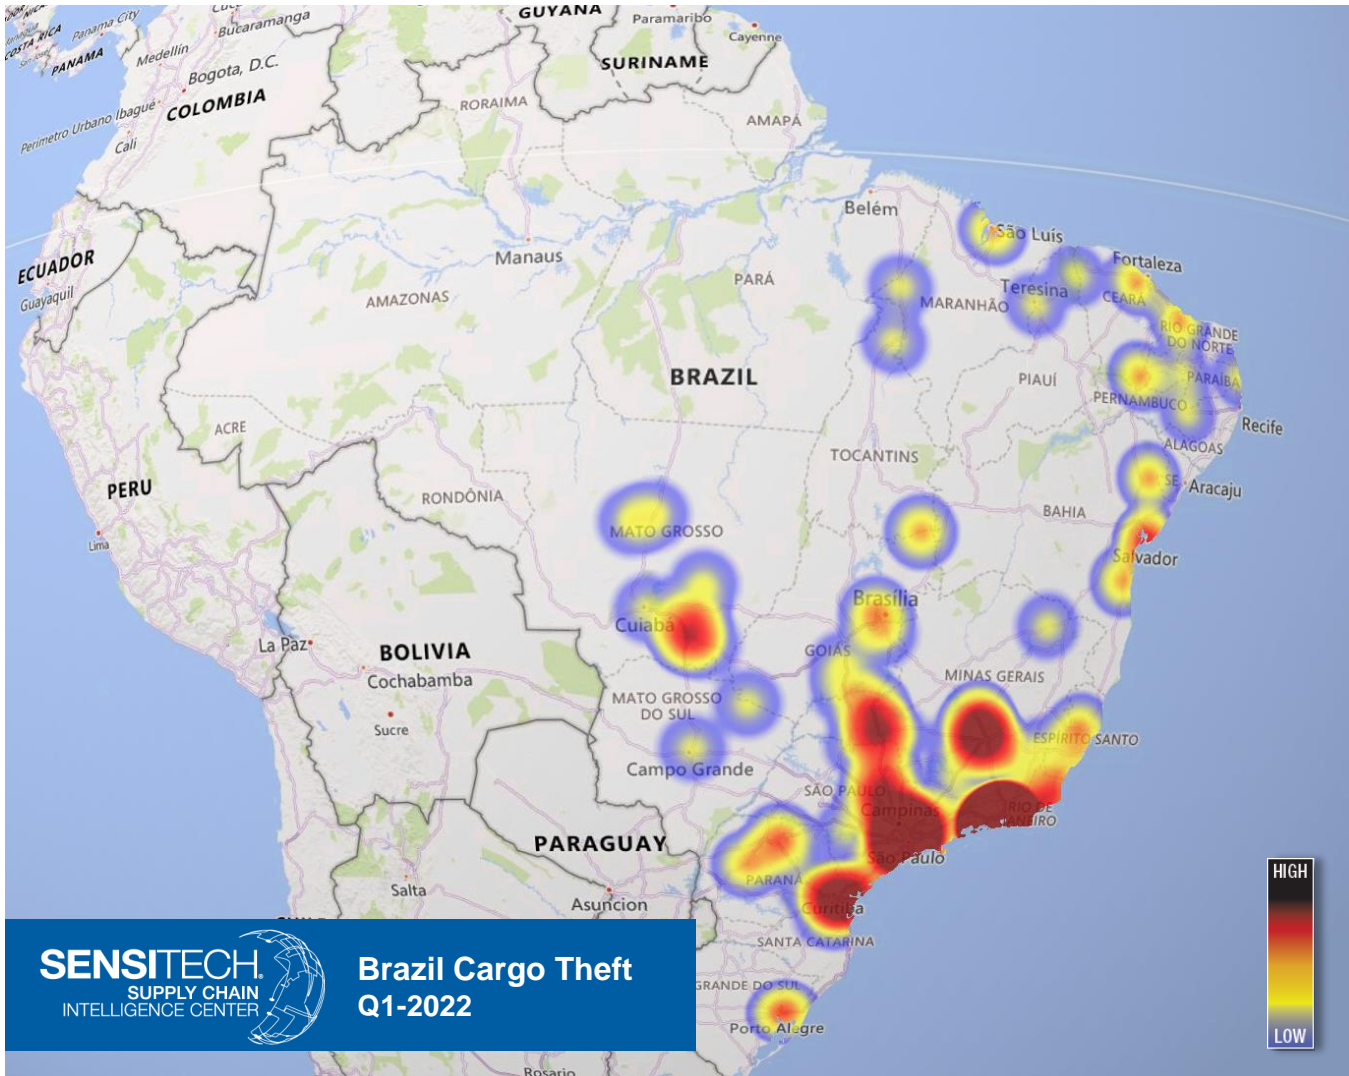 GUYANA
Paramaribo
Panama City
Bucaramanga
Cayenne
COSTA RICA
PANAMA
Medellín
SURINAME
Bogota, D.C.
COLOMBIA
RORAIMA
AMAPÁ
Perímetro Urbano Ibagué
Cali
Belém
São Luís
ECUADOR
Manaus
Fortaleza
Guayaquil
AMAZONAS
PARÁ
Teresina
MARANHÃO
CEARÁ
RIO GRANDE
DO NORTE
BRAZIL
PIAUÍ
PARAÍBA
PERNAMBUCO
ACRE
Recife
ALAGOAS
TOCANTINS
PERU
RONDÔNIA
SE
Aracaju
BAHIA
MATO GROSSO
Lima
Salvador
Brasília
Cuiabá
La Paz
BOLIVIA
GOIÁS
Cochabamba
MINAS GERAIS
MATO GROSSO
DO SUL
Sucre
ESPÍRITO SANTO
Campo Grande
SÃO PAULO
Campinas
RIO DE
JANEIRO
PARAGUAY
São Paulo
HIGH
PARANÁ
Salta
Asuncion
Curitiba
SANTA CATARINA
SENSITECH®
SUPPLY CHAIN
INTELLIGENCE CENTER
Brazil Cargo Theft
Q1-2022
GRANDE DO SUL
Porto Alegre
LOW
Rosario